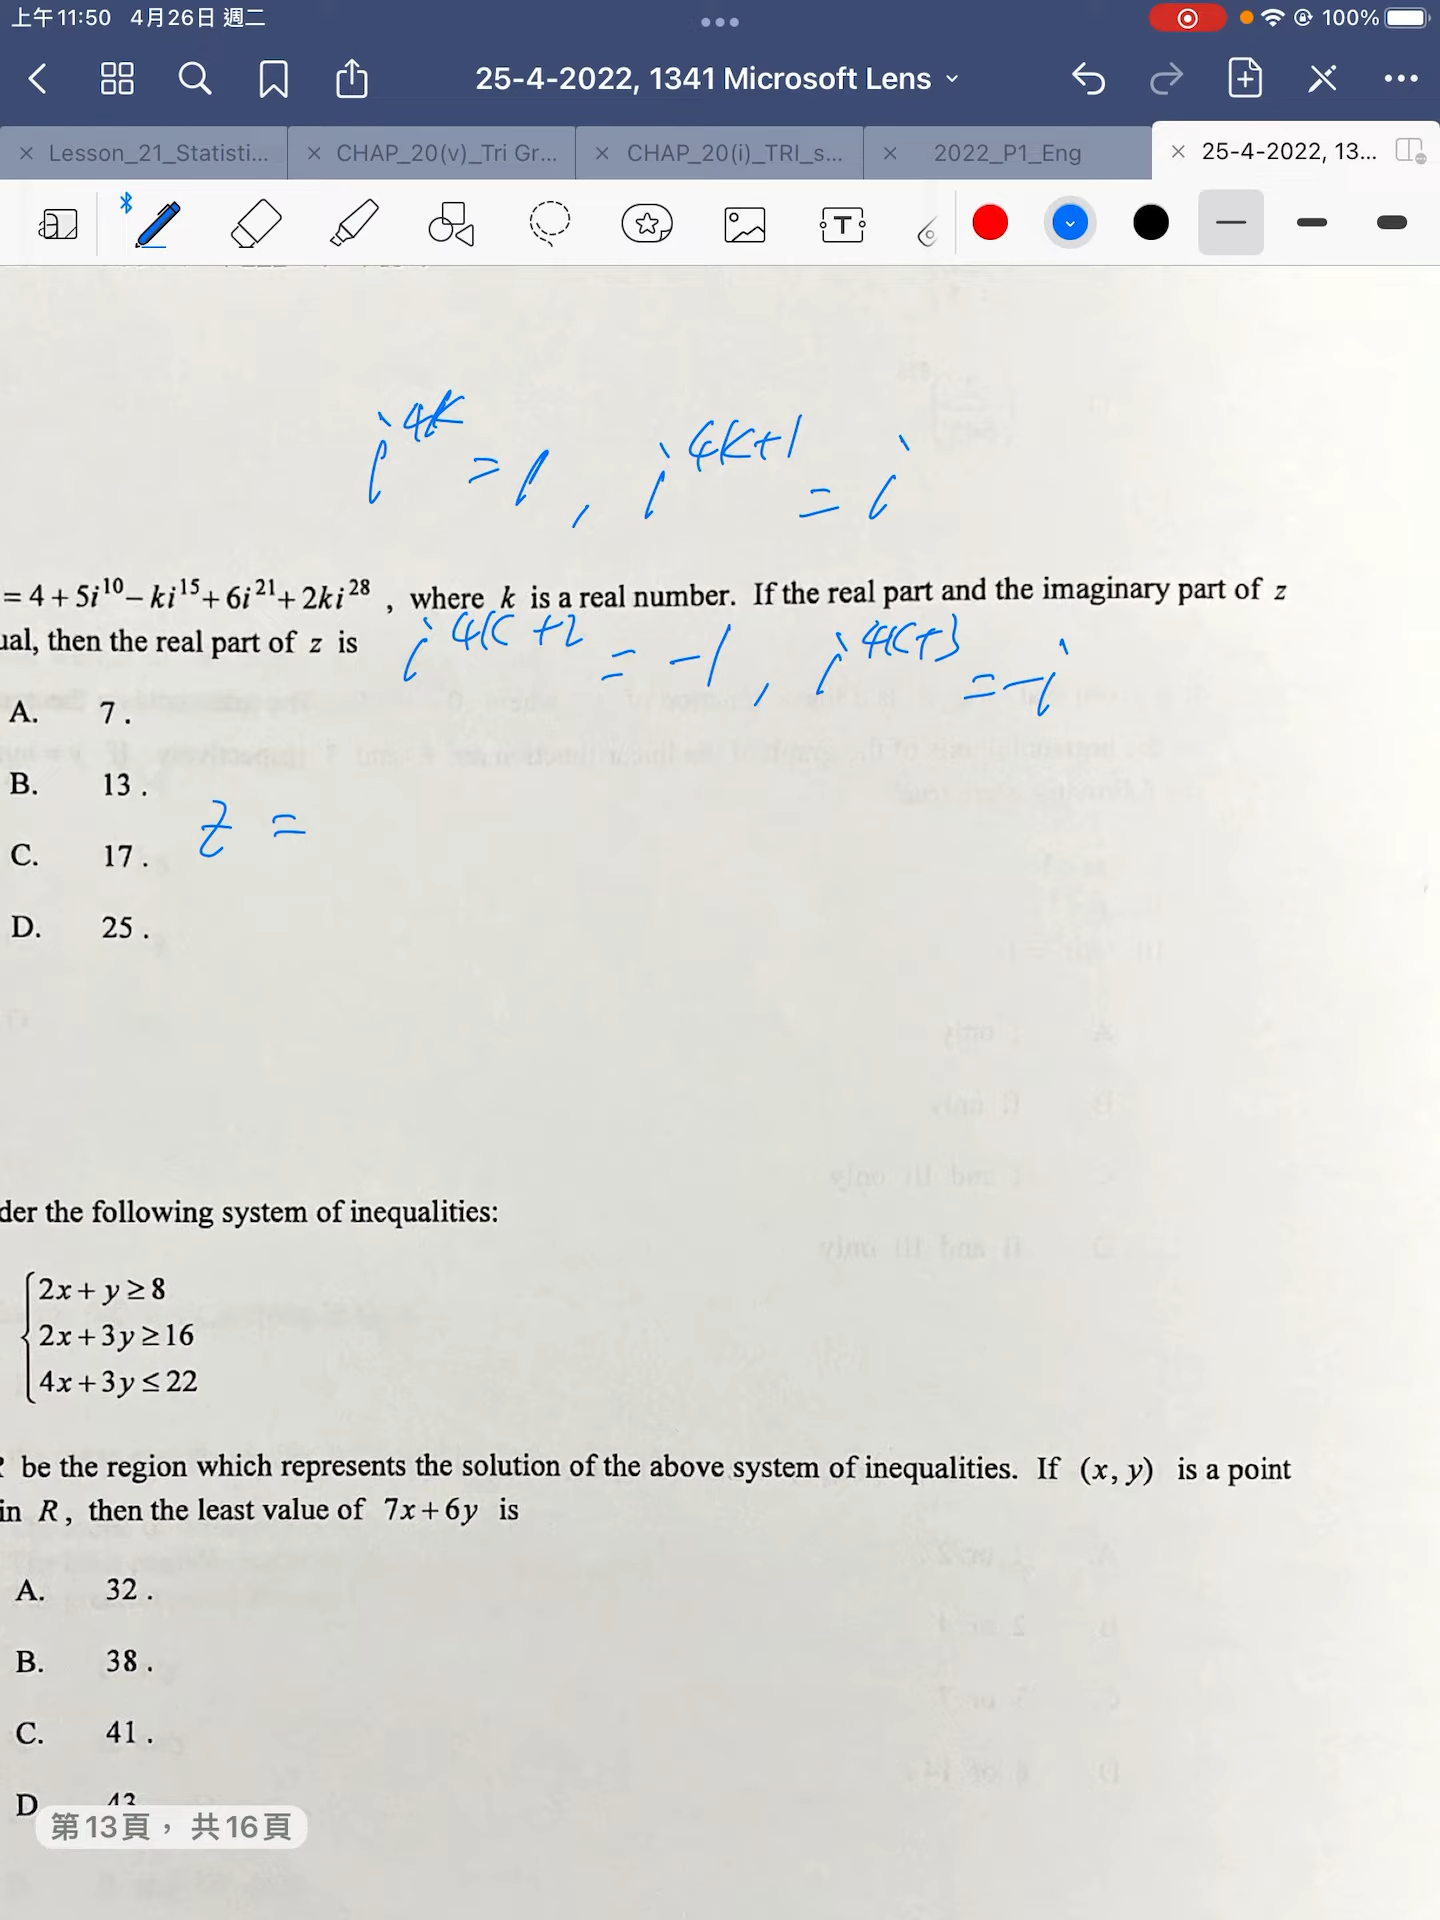 上午11:50 4月26日 週二
100%
25-4-2022, 1341 Microsoft Lens
Lesson_21_Statisti...
CHAP_20(v)_Tri Gr...
CHAP_20(i)_TRI_s...
2022_P1_Eng
25-4-2022, 13...
i^{4K} = 1, i^{4K+1} = i
= 4 + 5i^{10} − ki^{15} + 6i^{21} + 2ki^{28} , where k is a real number. If the real part and the imaginary part of z
ual, then the real part of z is
i^{4K+2} = -1, i^{4K+3} = -i
A. 7 .
B. 13 .
z =
C. 17 .
D. 25 .
der the following system of inequalities:
2x + y ≥ 8
2x + 3y ≥ 16
4x + 3y ≤ 22
be the region which represents the solution of the above system of inequalities. If (x, y) is a point
in R , then the least value of 7x + 6y is
A. 32 .
B. 38 .
C. 41 .
D 43
第13頁， 共16頁